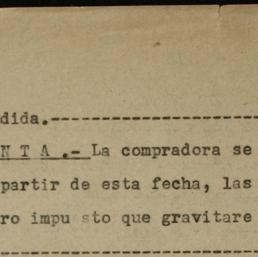 dida.--------------------
N T A .- La compradora se
partir de esta fecha, las
ro impu sto que gravitare
-------------------------